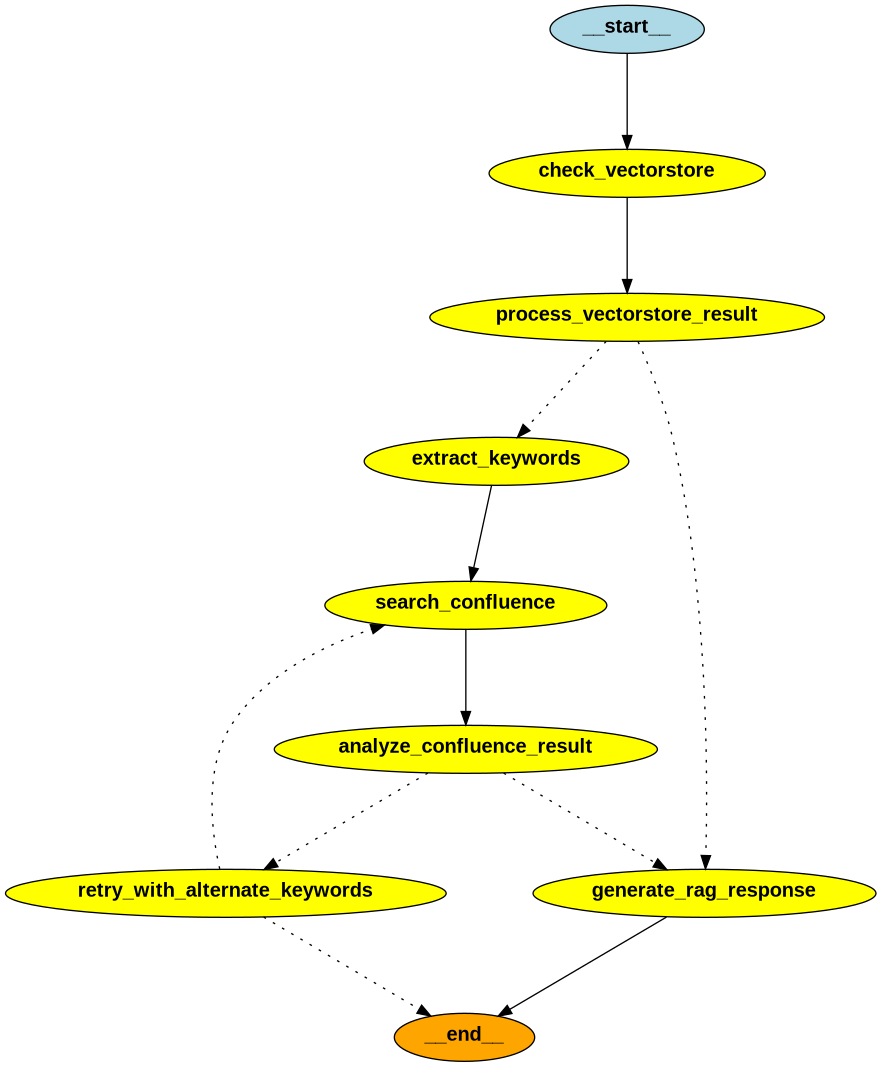 __start__
check_vectorstore
process_vectorstore_result
extract_keywords
search_confluence
analyze_confluence_result
retry_with_alternate_keywords
generate_rag_response
__end__